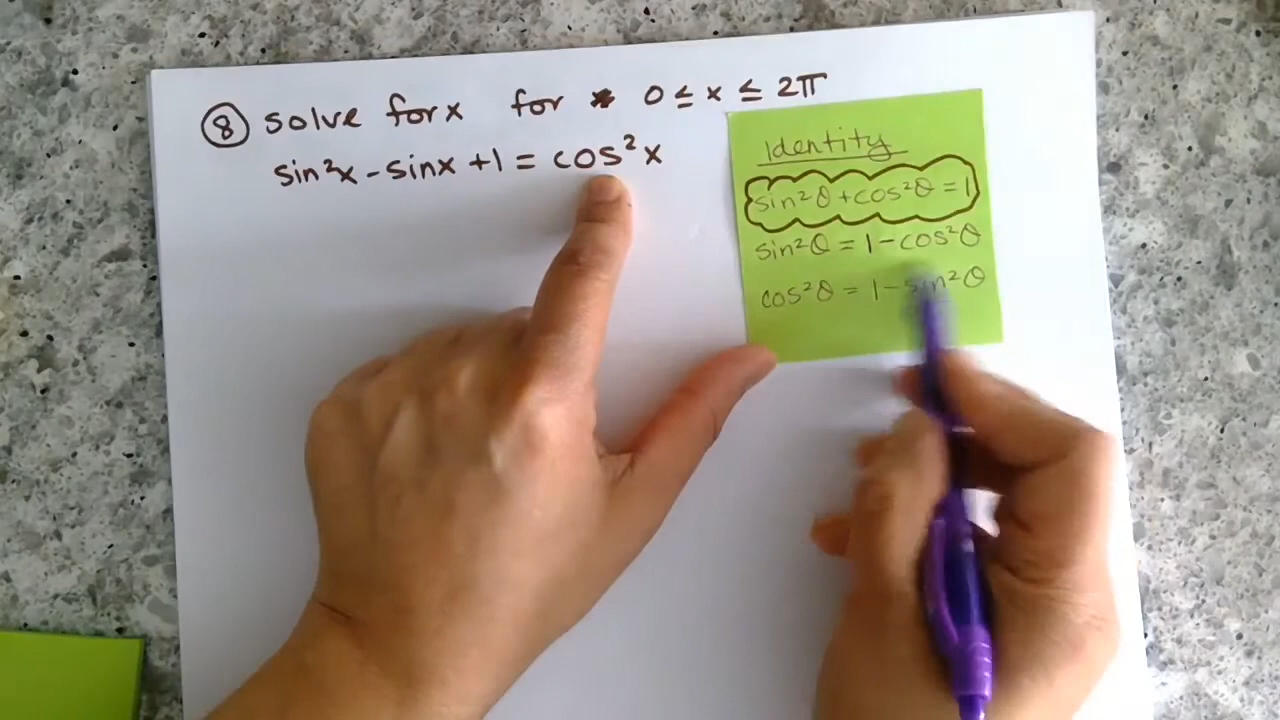 ⑧ solve for x for 0 ≤ x ≤ 2π
sin²x - sinx + 1 = cos²x
Identity
sin²θ + cos²θ = 1
sin²θ = 1 - cos²θ
cos²θ = 1 - sin²θ